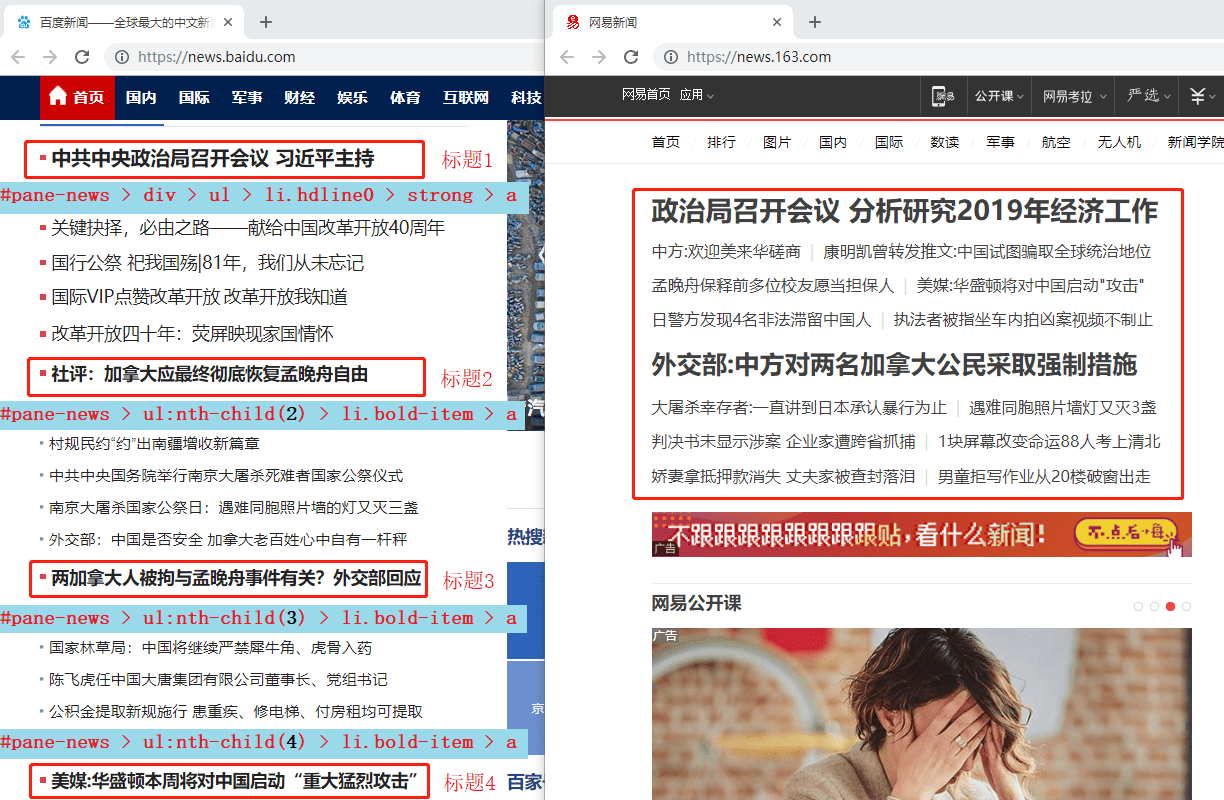 百度新闻——全球最大的中文新
https://news.baidu.com
首页 国内 国际 军事 财经 娱乐 体育 互联网 科技
中共中央政治局召开会议 习近平主持 标题1
#pane-news > div > ul > li.hdline0 > strong > a
关键抉择，必由之路——献给中国改革开放40周年
国行公祭 祀我国殇|81年，我们从未忘记
国际VIP点赞改革开放 改革开放我知道
改革开放四十年：荧屏映现家国情怀
社评：加拿大应最终彻底恢复孟晚舟自由 标题2
#pane-news > ul:nth-child(2) > li.bold-item > a
村规民约“约”出南疆增收新篇章
中共中央国务院举行南京大屠杀死难者国家公祭仪式
南京大屠杀国家公祭日：遇难同胞照片墙的灯又灭三盏
外交部：中国是否安全 加拿大老百姓心中自有一杆秤
两加拿大人被拘与孟晚舟事件有关？外交部回应 标题3
#pane-news > ul:nth-child(3) > li.bold-item > a
国家林草局：中国将继续严禁犀牛角、虎骨入药
陈飞虎任中国大唐集团有限公司董事长、党组书记
公积金提取新规施行 患重疾、修电梯、付房租均可提取
#pane-news > ul:nth-child(4) > li.bold-item > a
美媒:华盛顿本周将对中国启动“重大猛烈攻击” 标题4
汽
热搜
京
百家
网易新闻
https://news.163.com
网易首页 应用 公开课 网易考拉 严选
首页 排行 图片 国内 国际 数读 军事 航空 无人机 新闻学院
政治局召开会议 分析研究2019年经济工作
中方:欢迎美来华磋商 | 康明凯曾转发推文:中国试图骗取全球统治地位
孟晚舟保释前多位校友愿当担保人 | 美媒:华盛顿将对中国启动"攻击"
日警方发现4名非法滞留中国人 | 执法者被指坐车内拍凶案视频不制止
外交部:中方对两名加拿大公民采取强制措施
大屠杀幸存者:一直讲到日本承认暴行为止 | 遇难同胞照片墙灯又灭3盏
判决书未显示涉案 企业家遭跨省抓捕 | 1块屏幕改变命运88人考上清北
娇妻拿抵押款消失 丈夫家被查封落泪 | 男童拒写作业从20楼破窗出走
不跟跟跟跟跟跟跟跟贴，看什么新闻！
广告
网易公开课
广告